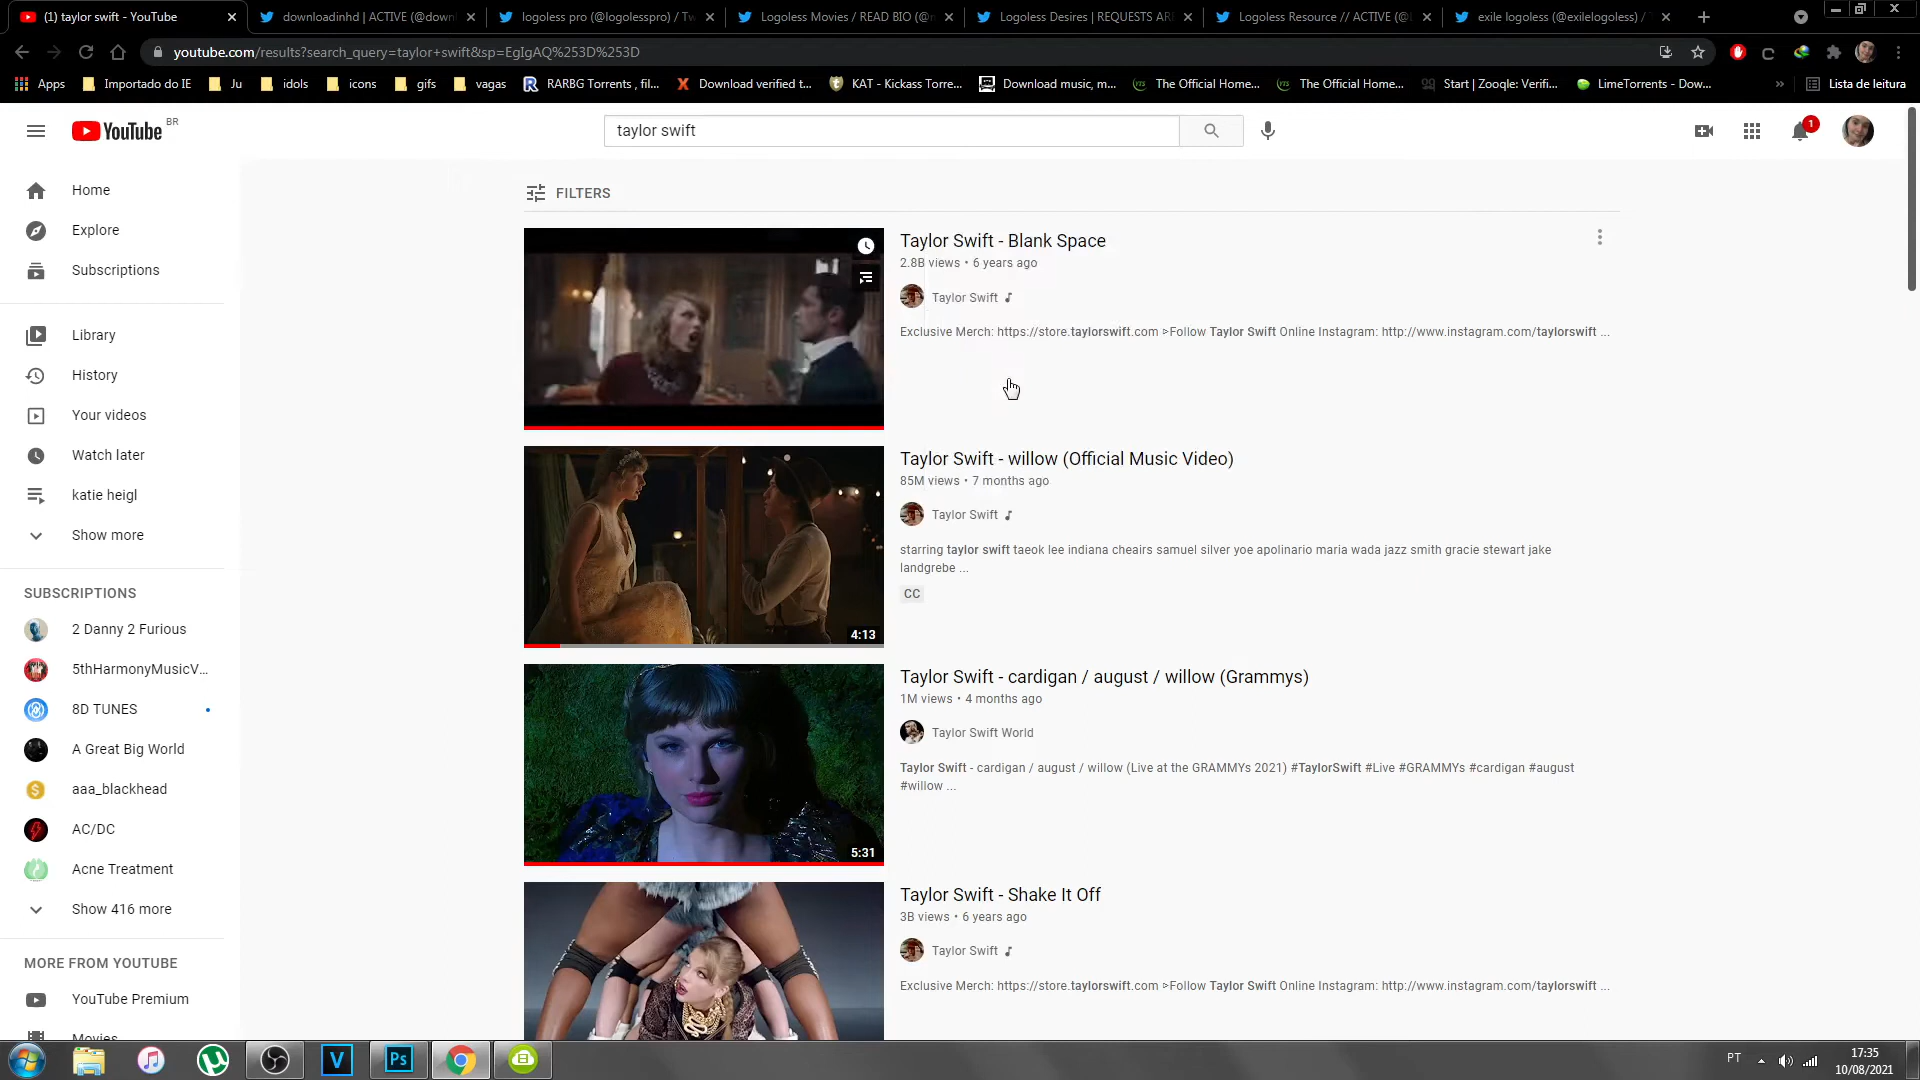 (1) taylor swift - YouTube
downloadinhd | ACTIVE (@down
logoless pro (@logolesspro) / Tw
Logoless Movies / READ BIO (@n
Logoless Desires | REQUESTS ARE
Logoless Resource // ACTIVE (@L
exile logoless (@exilelogoless) / T
youtube.com/results?search_query=taylor+swift&sp=EgIgAQ%253D%253D
Apps
Importado do IE
Ju
idols
icons
gifs
vagas
RARBG Torrents , fil...
Download verified t...
KAT - Kickass Torre...
Download music, m...
The Official Home...
The Official Home...
Start | Zooqle: Verifi...
LimeTorrents - Dow...
»
Lista de leitura
YouTube BR
taylor swift
1
Home
Explore
Subscriptions
Library
History
Your videos
Watch later
katie heigl
Show more
SUBSCRIPTIONS
2 Danny 2 Furious
5thHarmonyMusicV...
8D TUNES
A Great Big World
aaa_blackhead
AC/DC
Acne Treatment
Show 416 more
MORE FROM YOUTUBE
YouTube Premium
Movies
FILTERS
Taylor Swift - Blank Space
2.8B views • 6 years ago
Taylor Swift
Exclusive Merch: https://store.taylorswift.com ►Follow Taylor Swift Online Instagram: http://www.instagram.com/taylorswift ...
Taylor Swift - willow (Official Music Video)
85M views • 7 months ago
Taylor Swift
starring taylor swift taeok lee indiana cheairs samuel silver yoe apolinario maria wada jazz smith gracie stewart jake
landgrebe ...
CC
4:13
Taylor Swift - cardigan / august / willow (Grammys)
1M views • 4 months ago
Taylor Swift World
Taylor Swift - cardigan / august / willow (Live at the GRAMMYs 2021) #TaylorSwift #Live #GRAMMYs #cardigan #august
#willow ...
5:31
Taylor Swift - Shake It Off
3B views • 6 years ago
Taylor Swift
Exclusive Merch: https://store.taylorswift.com ►Follow Taylor Swift Online Instagram: http://www.instagram.com/taylorswift ...
V
Ps
PT
17:35
10/08/2021